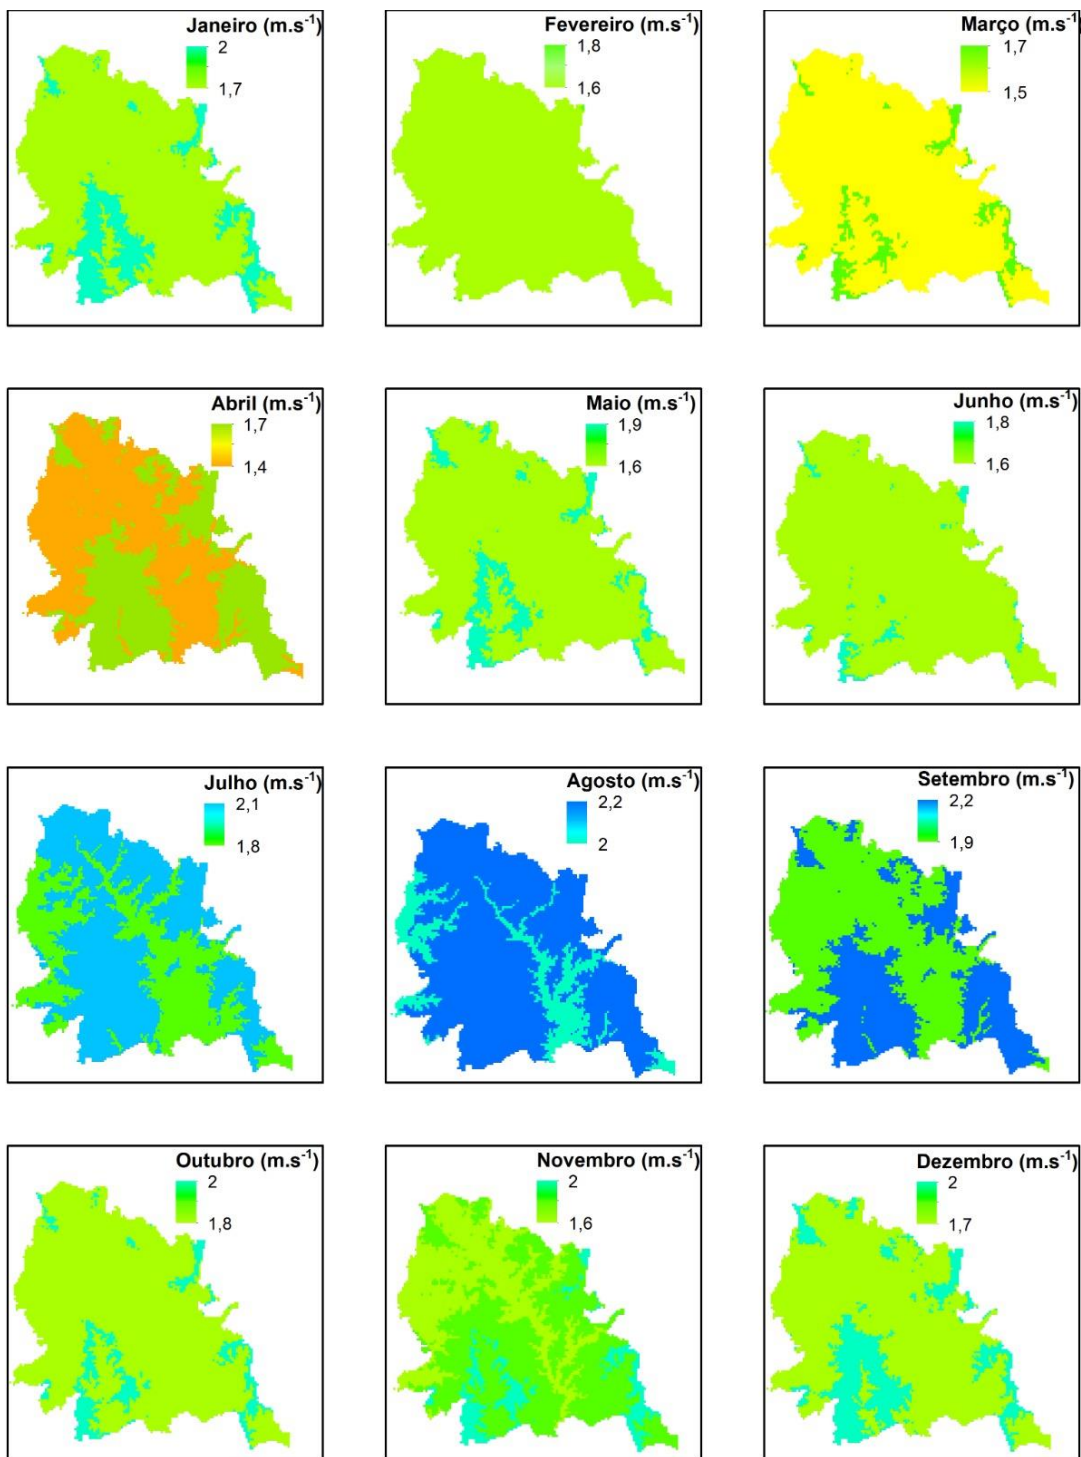 Janeiro (m.s⁻¹)
2
1,7
Fevereiro (m.s⁻¹)
1,8
1,6
Março (m.s⁻¹)
1,7
1,5
Abril (m.s⁻¹)
1,7
1,4
Maio (m.s⁻¹)
1,9
1,6
Junho (m.s⁻¹)
1,8
1,6
Julho (m.s⁻¹)
2,1
1,8
Agosto (m.s⁻¹)
2,2
2
Setembro (m.s⁻¹)
2,2
1,9
Outubro (m.s⁻¹)
2
1,8
Novembro (m.s⁻¹)
2
1,6
Dezembro (m.s⁻¹)
2
1,7